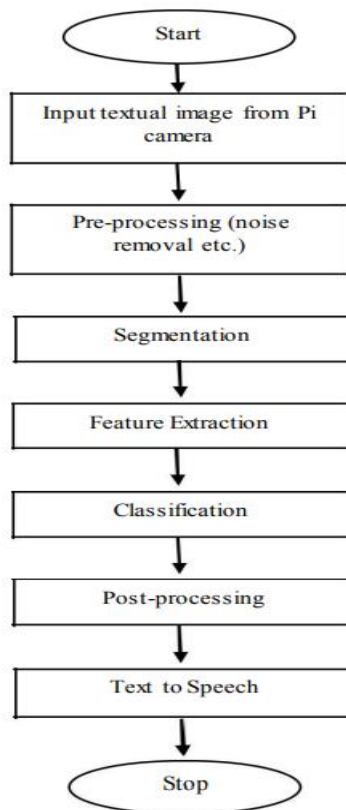 Start
Input textual image from Pi
camera
Pre-processing (noise
removal etc.)
Segmentation
Feature Extraction
Classification
Post-processing
Text to Speech
Stop